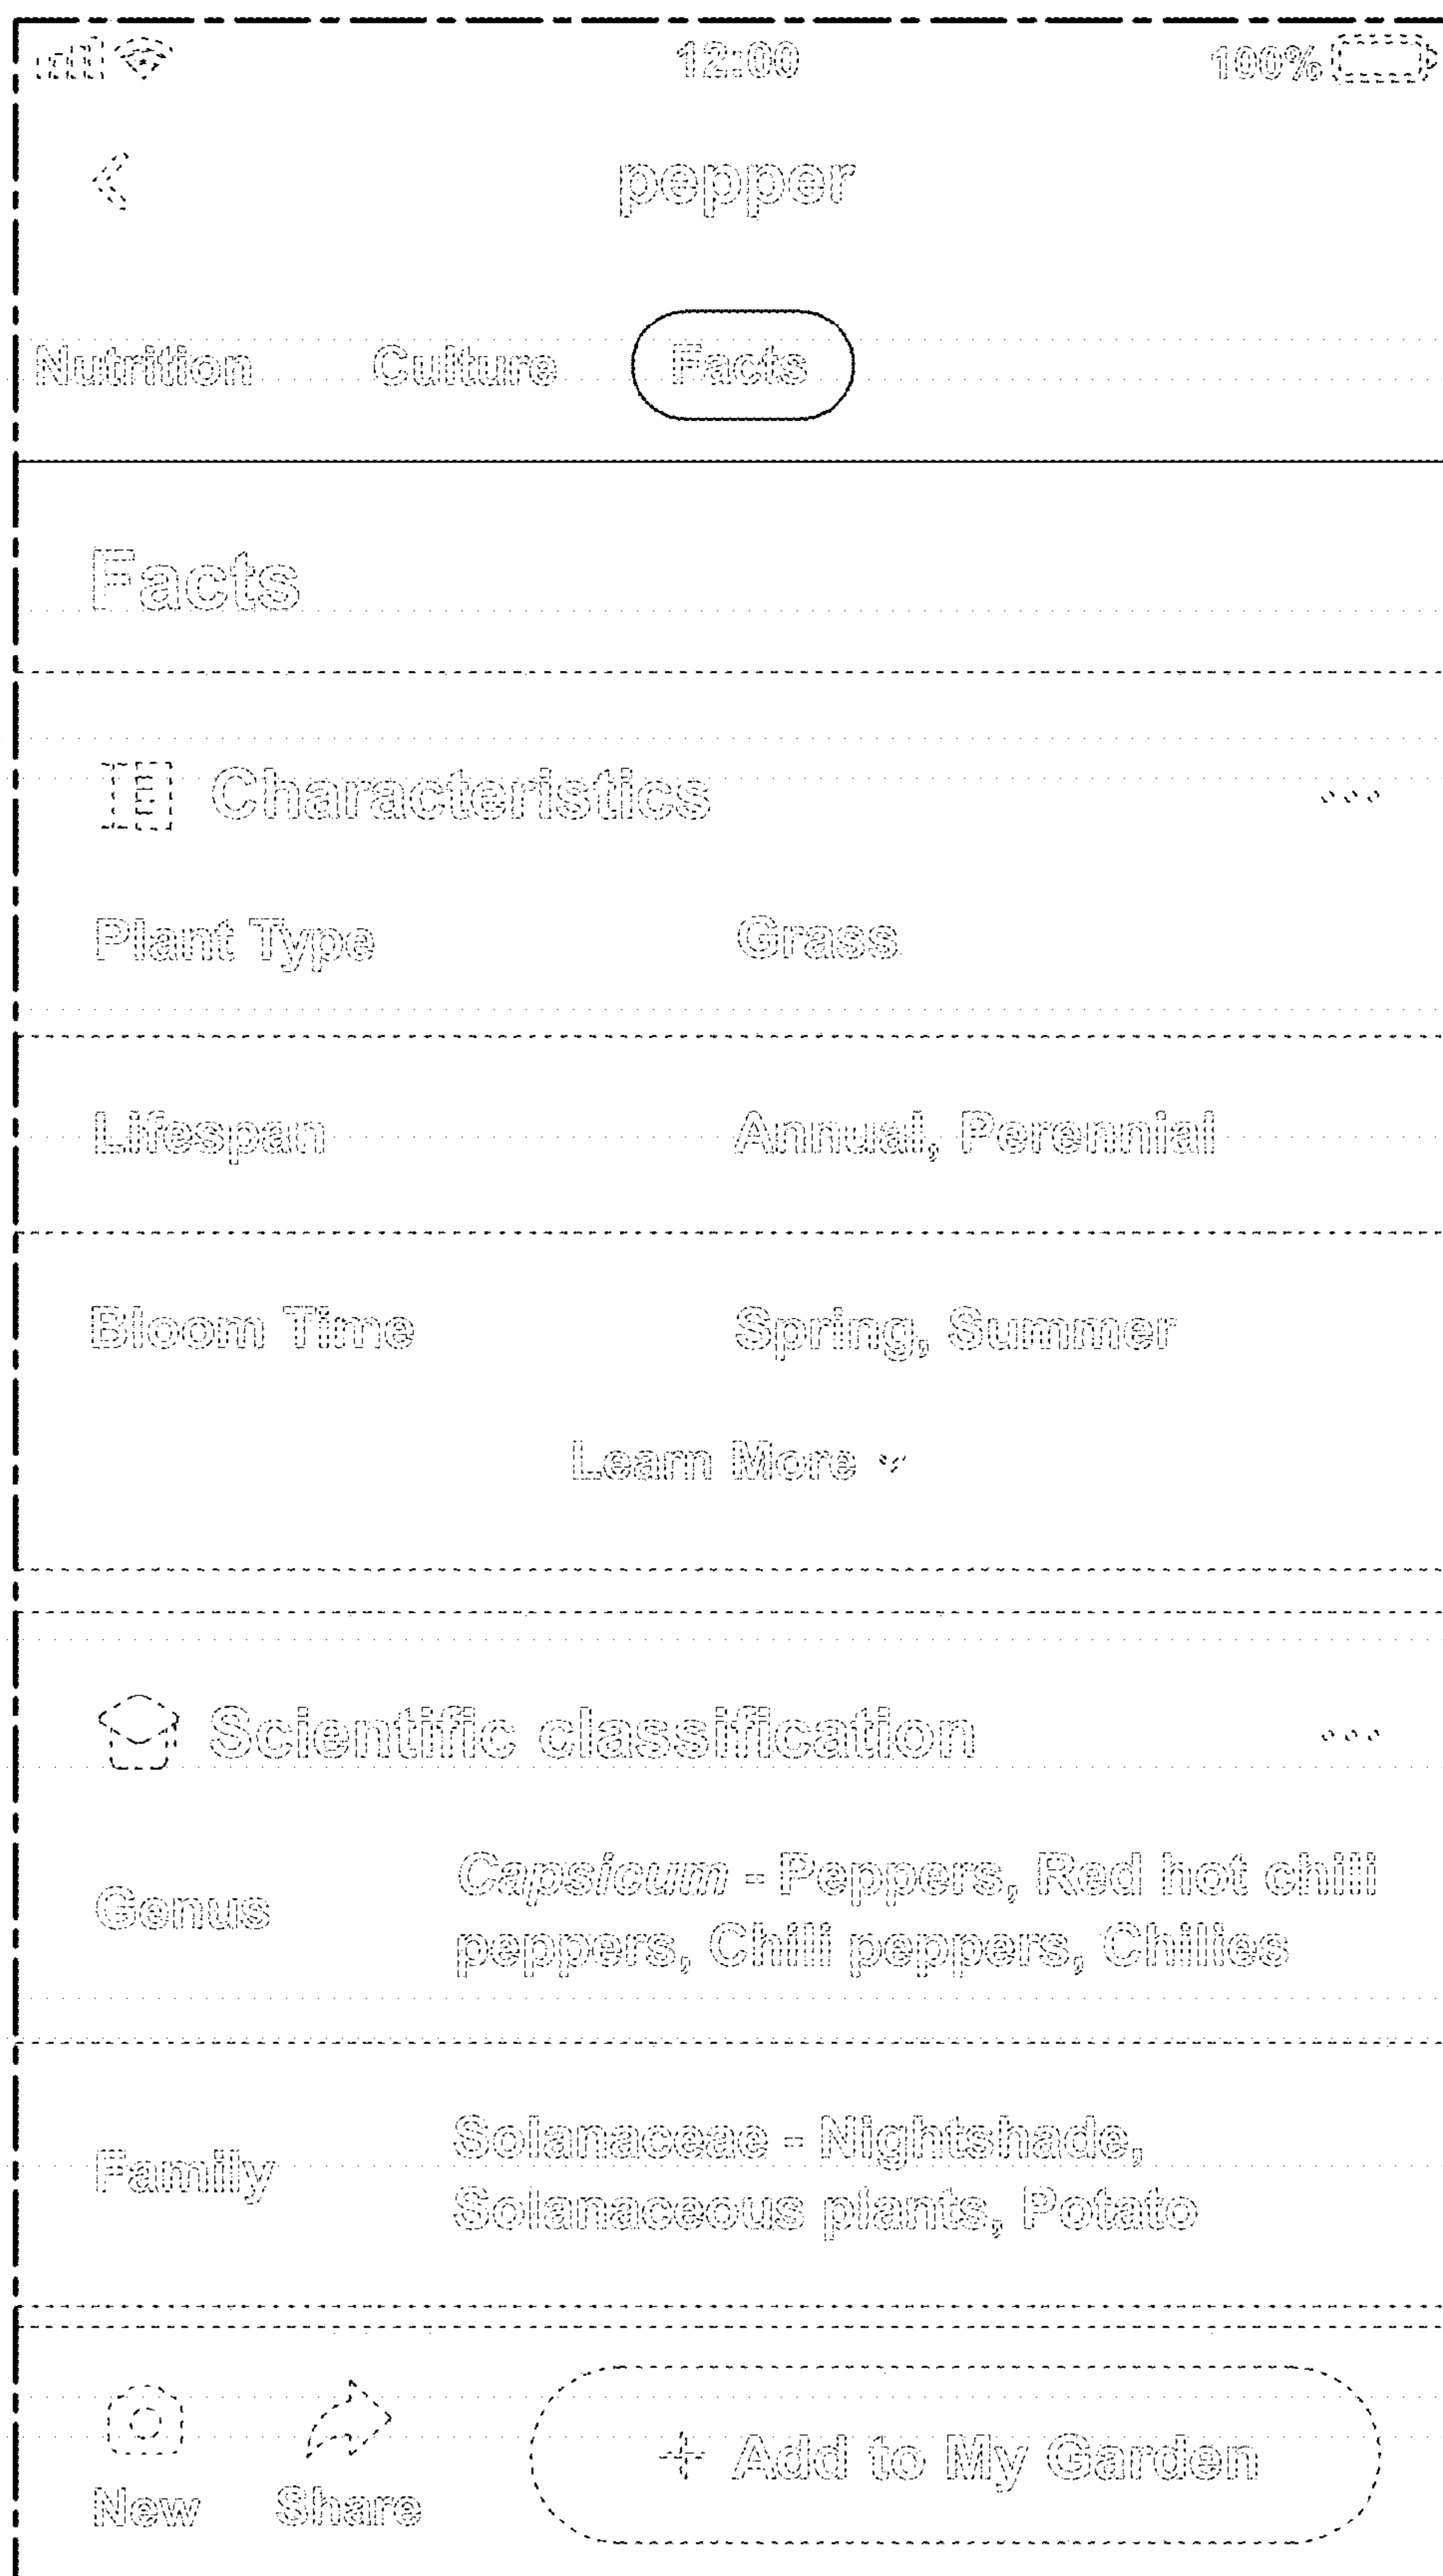 12:00 100%
pepper
Nutrition Culture Facts
Facts
Characteristics
Plant Type Grass
Lifespan Annual, Perennial
Bloom Time Spring, Summer
Learn More
Scientific classification
Genus Capsicum - Peppers, Red hot chili
peppers, Chili peppers, Chilies
Family Solanaceae - Nightshade,
Solanaceous plants, Potato
+ Add to My Garden
New Share